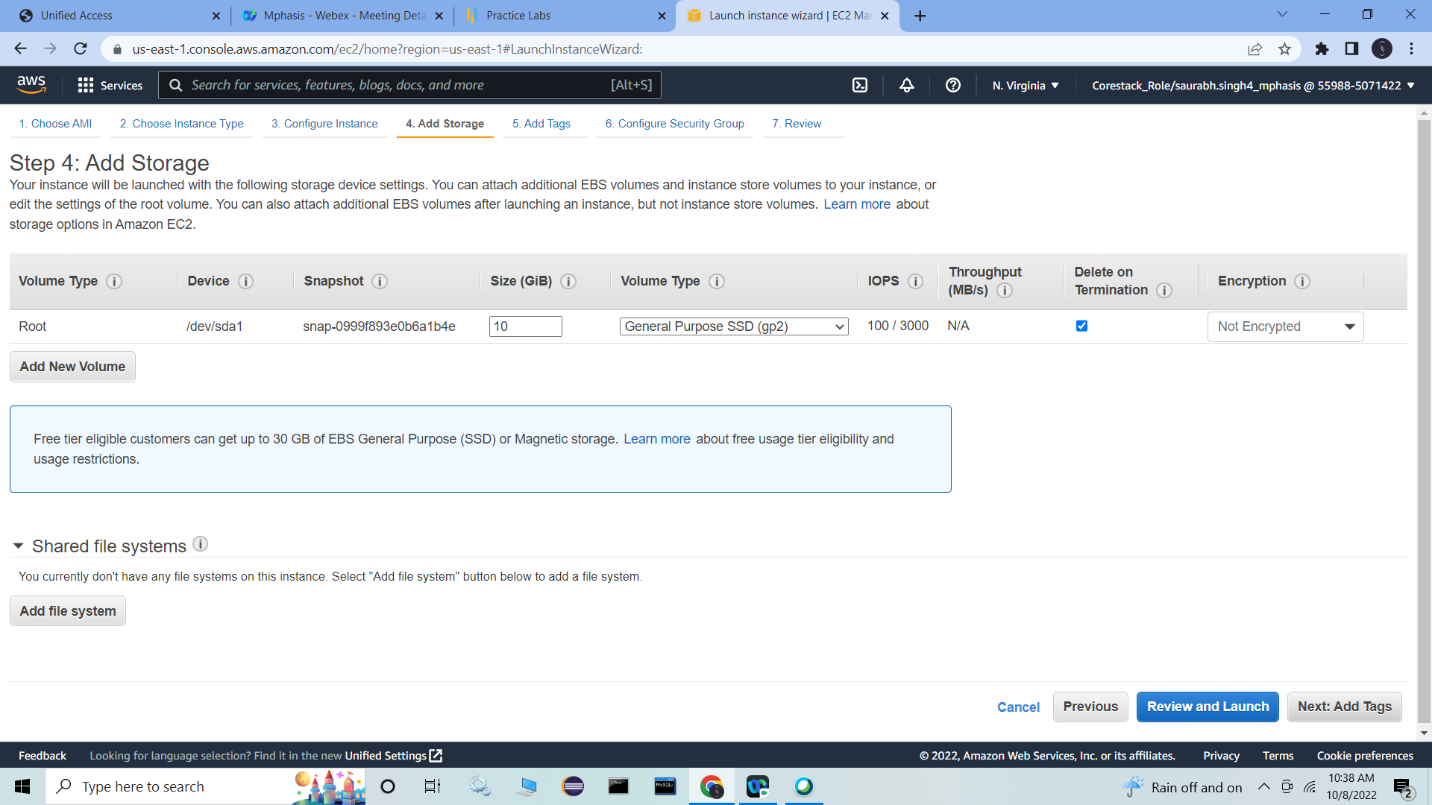 Unified Access
Mphasis - Webex - Meeting Deta
Practice Labs
Launch instance wizard | EC2 Ma
us-east-1.console.aws.amazon.com/ec2/home?region=us-east-1#LaunchInstanceWizard:
aws
Services
Search for services, features, blogs, docs, and more
[Alt+S]
N. Virginia
Corestack_Role/saurabh.singh4_mphasis @ 55988-5071422
1. Choose AMI
2. Choose Instance Type
3. Configure Instance
4. Add Storage
5. Add Tags
6. Configure Security Group
7. Review
Step 4: Add Storage
Your instance will be launched with the following storage device settings. You can attach additional EBS volumes and instance store volumes to your instance, or
edit the settings of the root volume. You can also attach additional EBS volumes after launching an instance, but not instance store volumes. Learn more about
storage options in Amazon EC2.
Volume Type
Device
Snapshot
Size (GiB)
Volume Type
IOPS
Throughput
(MB/s)
Delete on
Termination
Encryption
Root
/dev/sda1
snap-0999f893e0b6a1b4e
10
General Purpose SSD (gp2)
100 / 3000
N/A
Not Encrypted
Add New Volume
Free tier eligible customers can get up to 30 GB of EBS General Purpose (SSD) or Magnetic storage. Learn more about free usage tier eligibility and
usage restrictions.
Shared file systems
You currently don't have any file systems on this instance. Select "Add file system" button below to add a file system.
Add file system
Cancel
Previous
Review and Launch
Next: Add Tags
Feedback
Looking for language selection? Find it in the new Unified Settings
© 2022, Amazon Web Services, Inc. or its affiliates.
Privacy
Terms
Cookie preferences
Type here to search
MySQL
Rain off and on
10:38 AM
10/8/2022
2